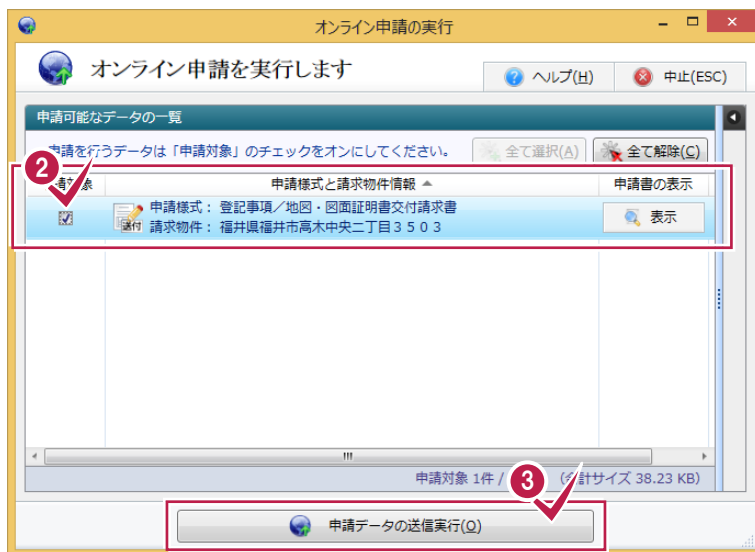 オンライン申請の実行
オンライン申請を実行します
ヘルプ(H)
中止(ESC)
申請可能なデータの一覧
申請を行うデータは「申請対象」のチェックをオンにしてください。
全て選択(A)
全て解除(C)
2
申請様式と請求物件情報
申請書の表示
送付
申請様式： 登記事項／地図・図面証明書交付請求書
請求物件： 福井県福井市高木中央二丁目３５０３
表示
申請対象 1件 /
サイズ 38.23 KB)
3
申請データの送信実行(O)